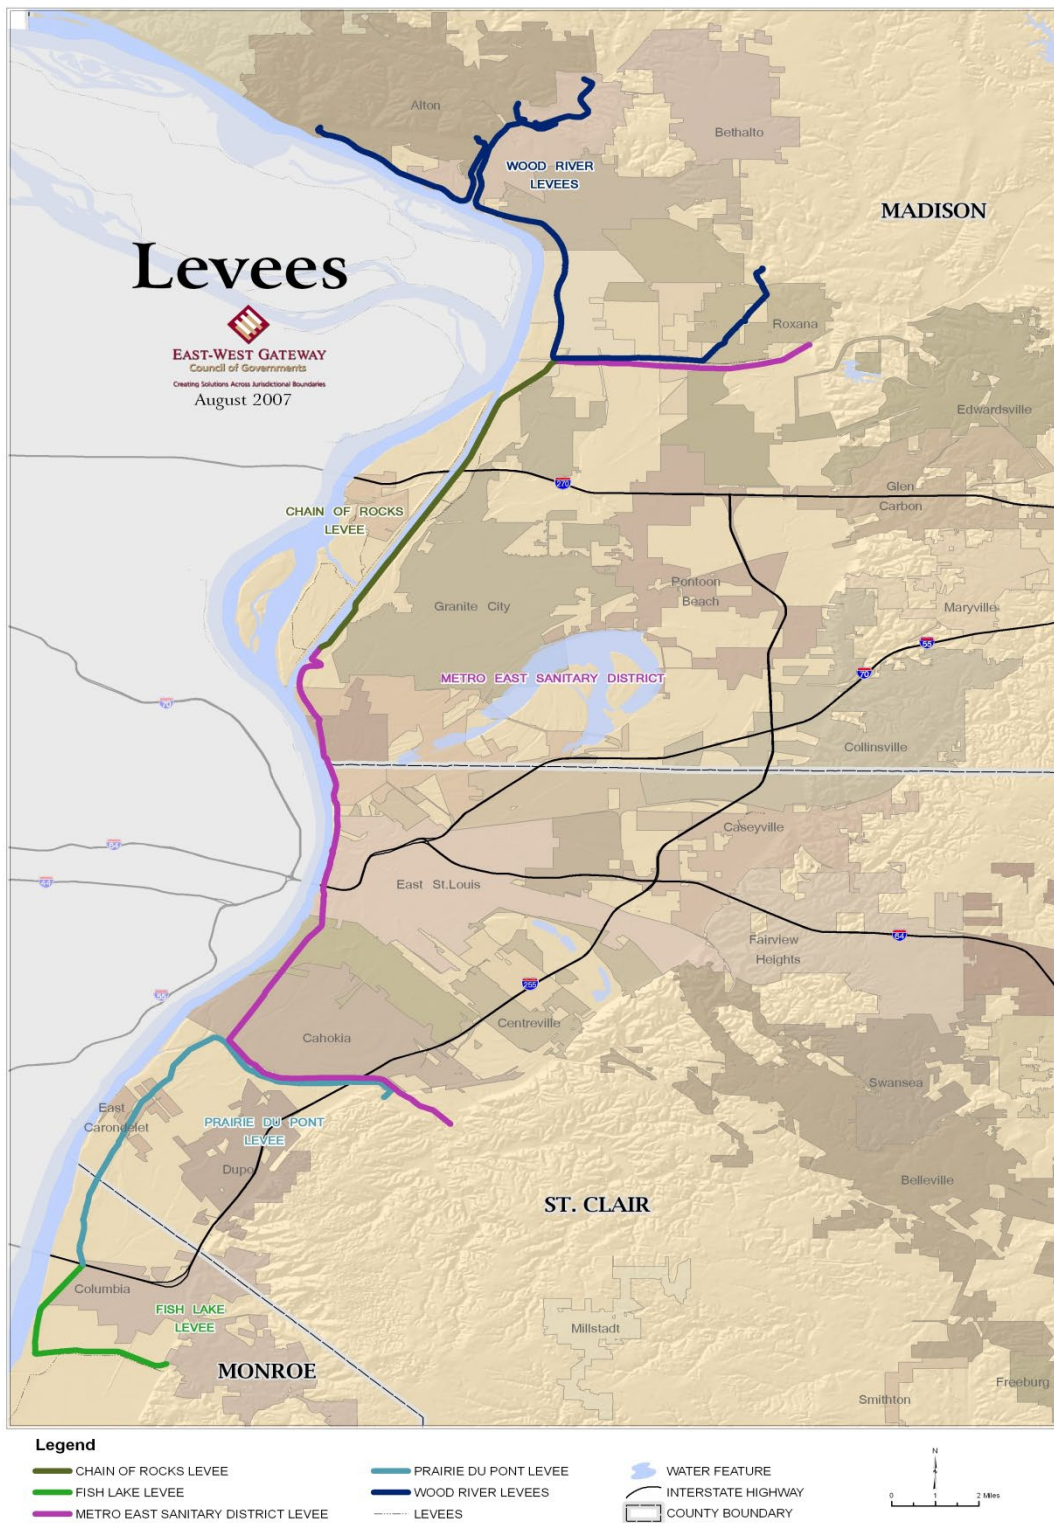 Alton
Bethalto
WOOD RIVER
LEVEES
MADISON
Levees
EAST-WEST GATEWAY
Council of Governments
Creating Solutions Across Jurisdictional Boundaries
August 2007
Roxana
Edwardsville
270
Glen
Carbon
CHAIN OF ROCKS
LEVEE
Pontoon
Beach
Granite City
Maryville
55
70
METRO EAST SANITARY DISTRICT
70
Collinsville
Caseyville
64
44
East St.Louis
64
Fairview
Heights
55
255
Centreville
Cahokia
Swansea
East
Carondelet
PRAIRIE DU PONT
LEVEE
Dupo
Belleville
ST. CLAIR
Columbia
FISH LAKE
LEVEE
Millstadt
MONROE
Freeburg
Smithton
Legend
CHAIN OF ROCKS LEVEE
FISH LAKE LEVEE
METRO EAST SANITARY DISTRICT LEVEE
PRAIRIE DU PONT LEVEE
WOOD RIVER LEVEES
LEVEES
WATER FEATURE
INTERSTATE HIGHWAY
COUNTY BOUNDARY
N
0 1 2 Miles